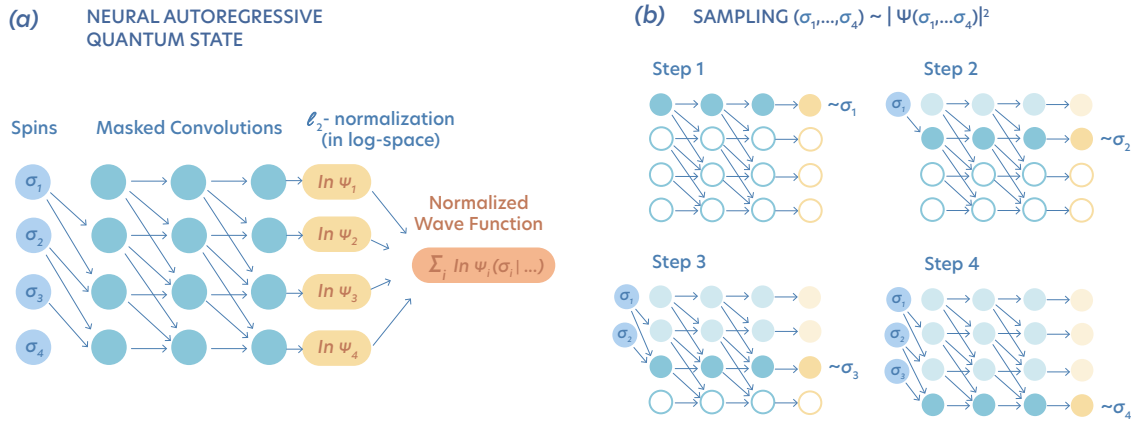 (a) NEURAL AUTOREGRESSIVE
QUANTUM STATE
Spins
Masked Convolutions
ℓ₂- normalization
(in log-space)
σ₁
σ₂
σ₃
σ₄
ln ψ₁
ln ψ₂
ln ψ₃
ln ψ₄
Normalized
Wave Function
Σᵢ ln ψᵢ(σᵢ|...)
(b) SAMPLING (σ₁,...,σ₄) ~ |Ψ(σ₁,...σ₄)|²
Step 1
~σ₁
Step 2
σ₁
~σ₂
Step 3
σ₁
σ₂
~σ₃
Step 4
σ₁
σ₂
σ₃
~σ₄